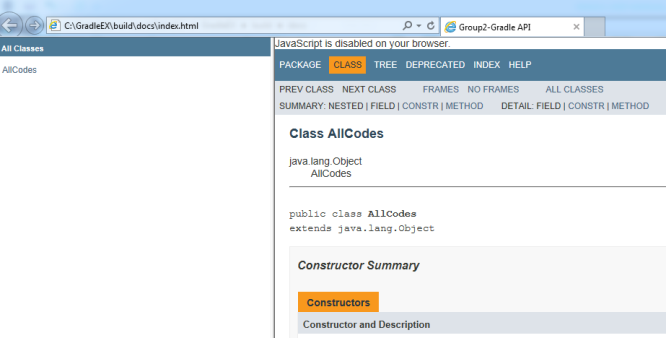 C:\GradleEX\build\docs\index.html
Group2-Gradle API
All Classes
AllCodes
JavaScript is disabled on your browser.
PACKAGE CLASS TREE DEPRECATED INDEX HELP
PREV CLASS NEXT CLASS FRAMES NO FRAMES ALL CLASSES
SUMMARY: NESTED | FIELD | CONSTR | METHOD DETAIL: FIELD | CONSTR | METHOD
Class AllCodes
java.lang.Object
AllCodes
public class AllCodes
extends java.lang.Object
Constructor Summary
Constructors
Constructor and Description